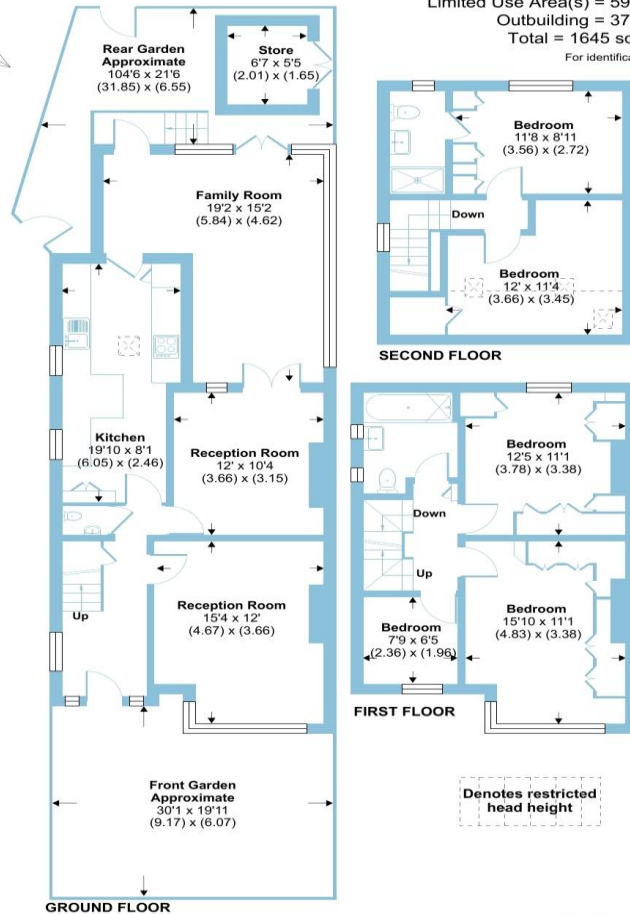 Limited Use Area(s) = 59
Outbuilding = 37
Total = 1645 sq
For identifica
Rear Garden
Approximate
104'6 x 21'6
(31.85) x (6.55)
Store
6'7 x 5'5
(2.01) x (1.65)
Family Room
19'2 x 15'2
(5.84) x (4.62)
Kitchen
19'10 x 8'1
(6.05) x (2.46)
Reception Room
12' x 10'4
(3.66) x (3.15)
Up
Reception Room
15'4 x 12'
(4.67) x (3.66)
Front Garden
Approximate
30'1 x 19'11
(9.17) x (6.07)
GROUND FLOOR
Bedroom
11'8 x 8'11
(3.56) x (2.72)
Down
Bedroom
12' x 11'4
(3.66) x (3.45)
SECOND FLOOR
Bedroom
12'5 x 11'1
(3.78) x (3.38)
Down
Up
Bedroom
7'9 x 6'5
(2.36) x (1.96)
Bedroom
15'10 x 11'1
(4.83) x (3.38)
FIRST FLOOR
Denotes restricted
head height